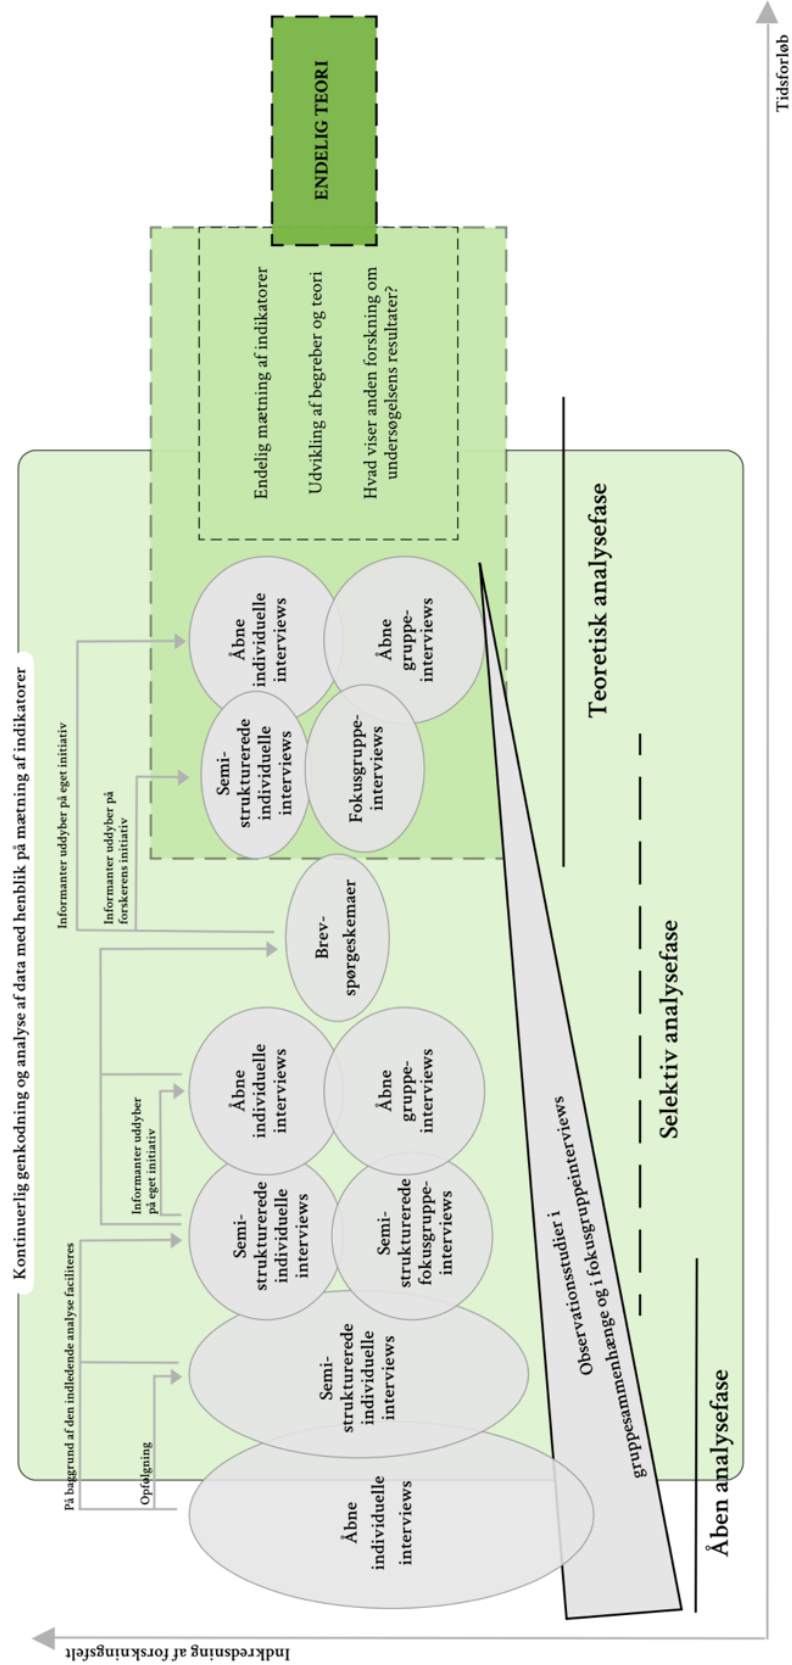 Kontinuerlig genkodning og analyse af data med henblik på mætning af indikatorer
På baggrund af den indledende analyse faciliteres
Opfølgning
Informanter uddyber
på eget initiativ
Informanter uddyber på eget initiativ
Informanter uddyber på
forskerens initiativ
Åbne
individuelle
interviews
Semi-
strukturerede
individuelle
interviews
Semi-
strukturerede
individuelle
interviews
Semi-
strukturerede
fokusgruppe-
interviews
Åbne
individuelle
interviews
Åbne
gruppe-
interviews
Brev-
spørgeskemaer
Semi-
strukturerede
individuelle
interviews
Fokusgruppe-
interviews
Åbne
individuelle
interviews
Åbne
gruppe-
interviews
Endelig mætning af indikatorer
Udvikling af begreber og teori
Hvad viser anden forskning om
undersøgelsens resultater?
ENDELIG TEORI
Observationsstudier i
gruppesammenhænge og i fokusgruppeinterviews
Åben analysefase
Selektiv analysefase
Teoretisk analysefase
Indkredsning af forskningsfelt
Tidsforløb